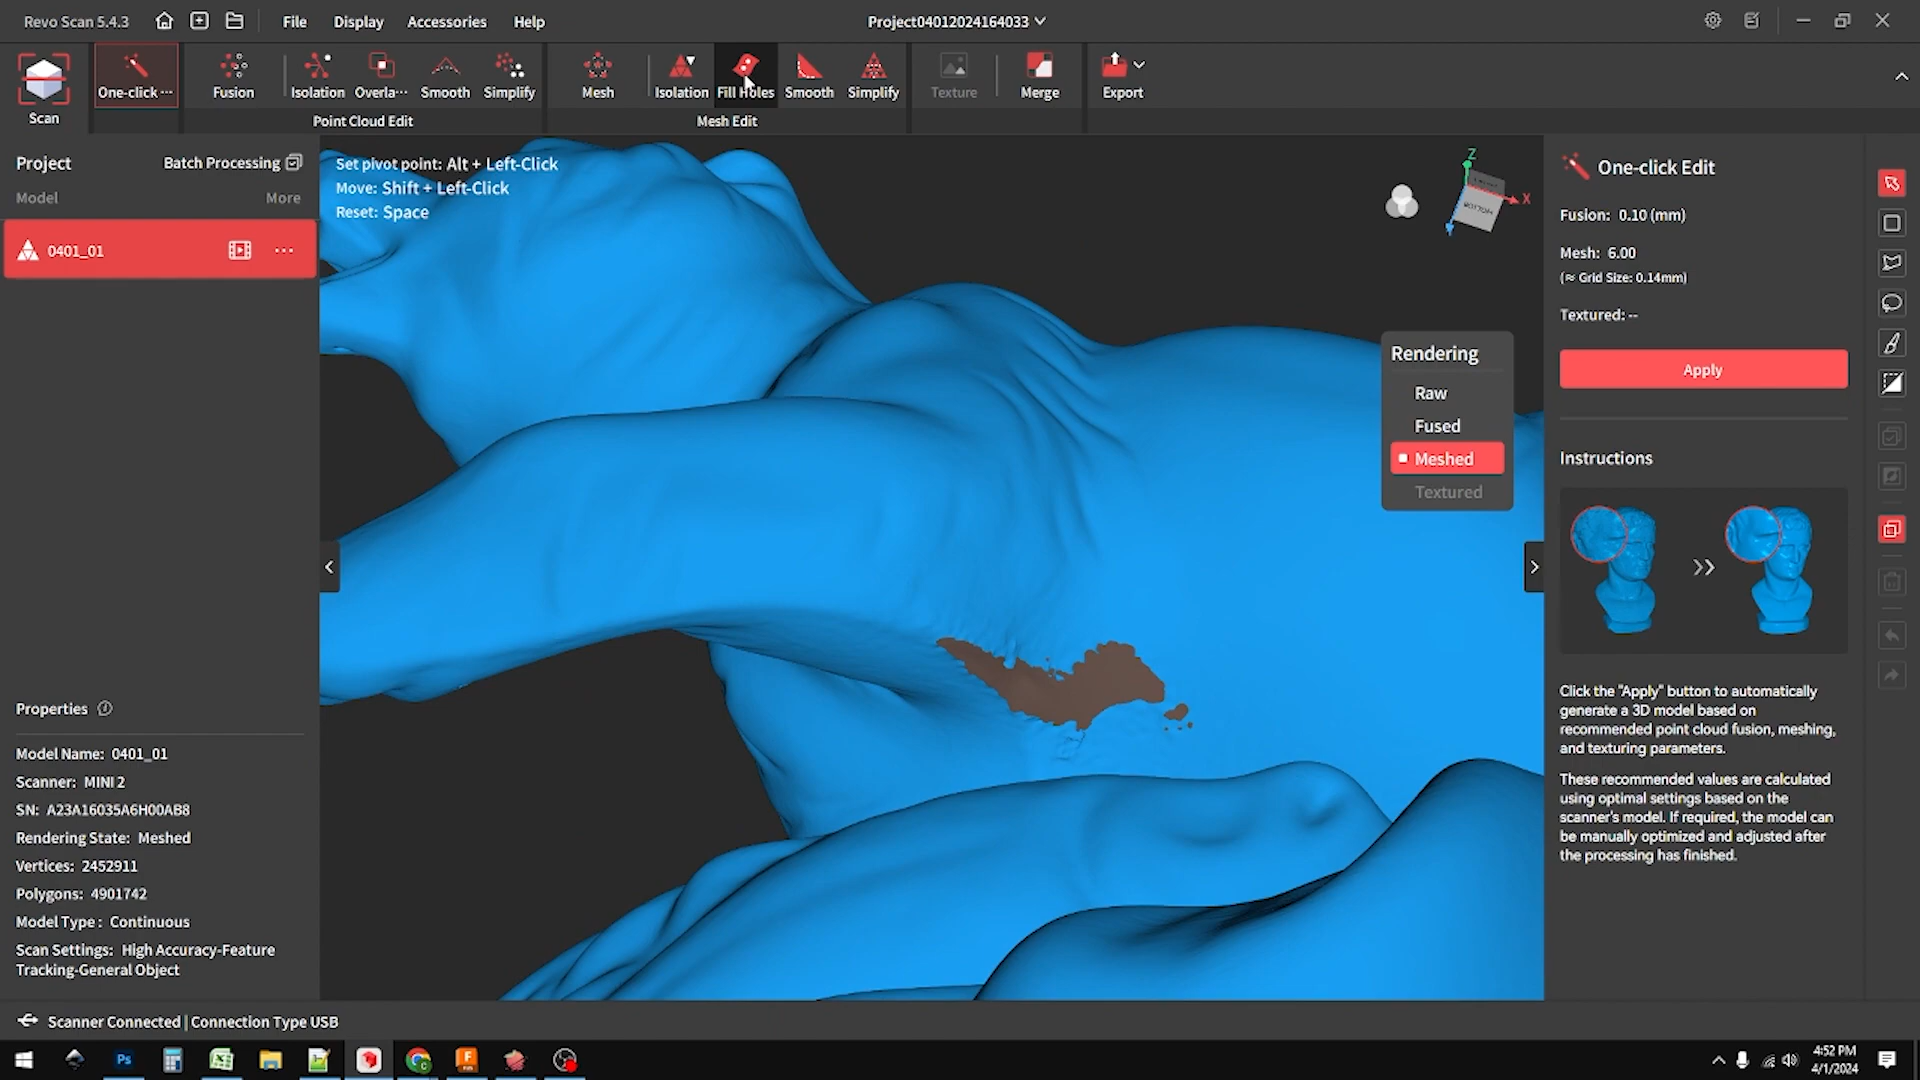 Revo Scan 5.4.3
File
Display
Accessories
Help
Project04012024164033
Scan
One-click ···
Fusion
Isolation
Overla···
Smooth
Simplify
Point Cloud Edit
Mesh
Isolation
Fill Holes
Smooth
Simplify
Mesh Edit
Texture
Merge
Export
Project
Batch Processing
Model
More
0401_01
···
Set pivot point: Alt + Left-Click
Move: Shift + Left-Click
Reset: Space
Z
X
BOTTOM
Rendering
Raw
Fused
Meshed
Textured
One-click Edit
Fusion: 0.10 (mm)
Mesh: 6.00
(≈ Grid Size: 0.14mm)
Textured: --
Apply
Instructions
Click the "Apply" button to automatically
generate a 3D model based on
recommended point cloud fusion, meshing,
and texturing parameters.
These recommended values are calculated
using optimal settings based on the
scanner's model. If required, the model can
be manually optimized and adjusted after
the processing has finished.
Properties
Model Name: 0401_01
Scanner: MINI 2
SN: A23A16035A6H00AB8
Rendering State: Meshed
Vertices: 2452911
Polygons: 4901742
Model Type : Continuous
Scan Settings: High Accuracy-Feature
Tracking-General Object
Scanner Connected | Connection Type USB
Ps
F
4:52 PM
4/1/2024